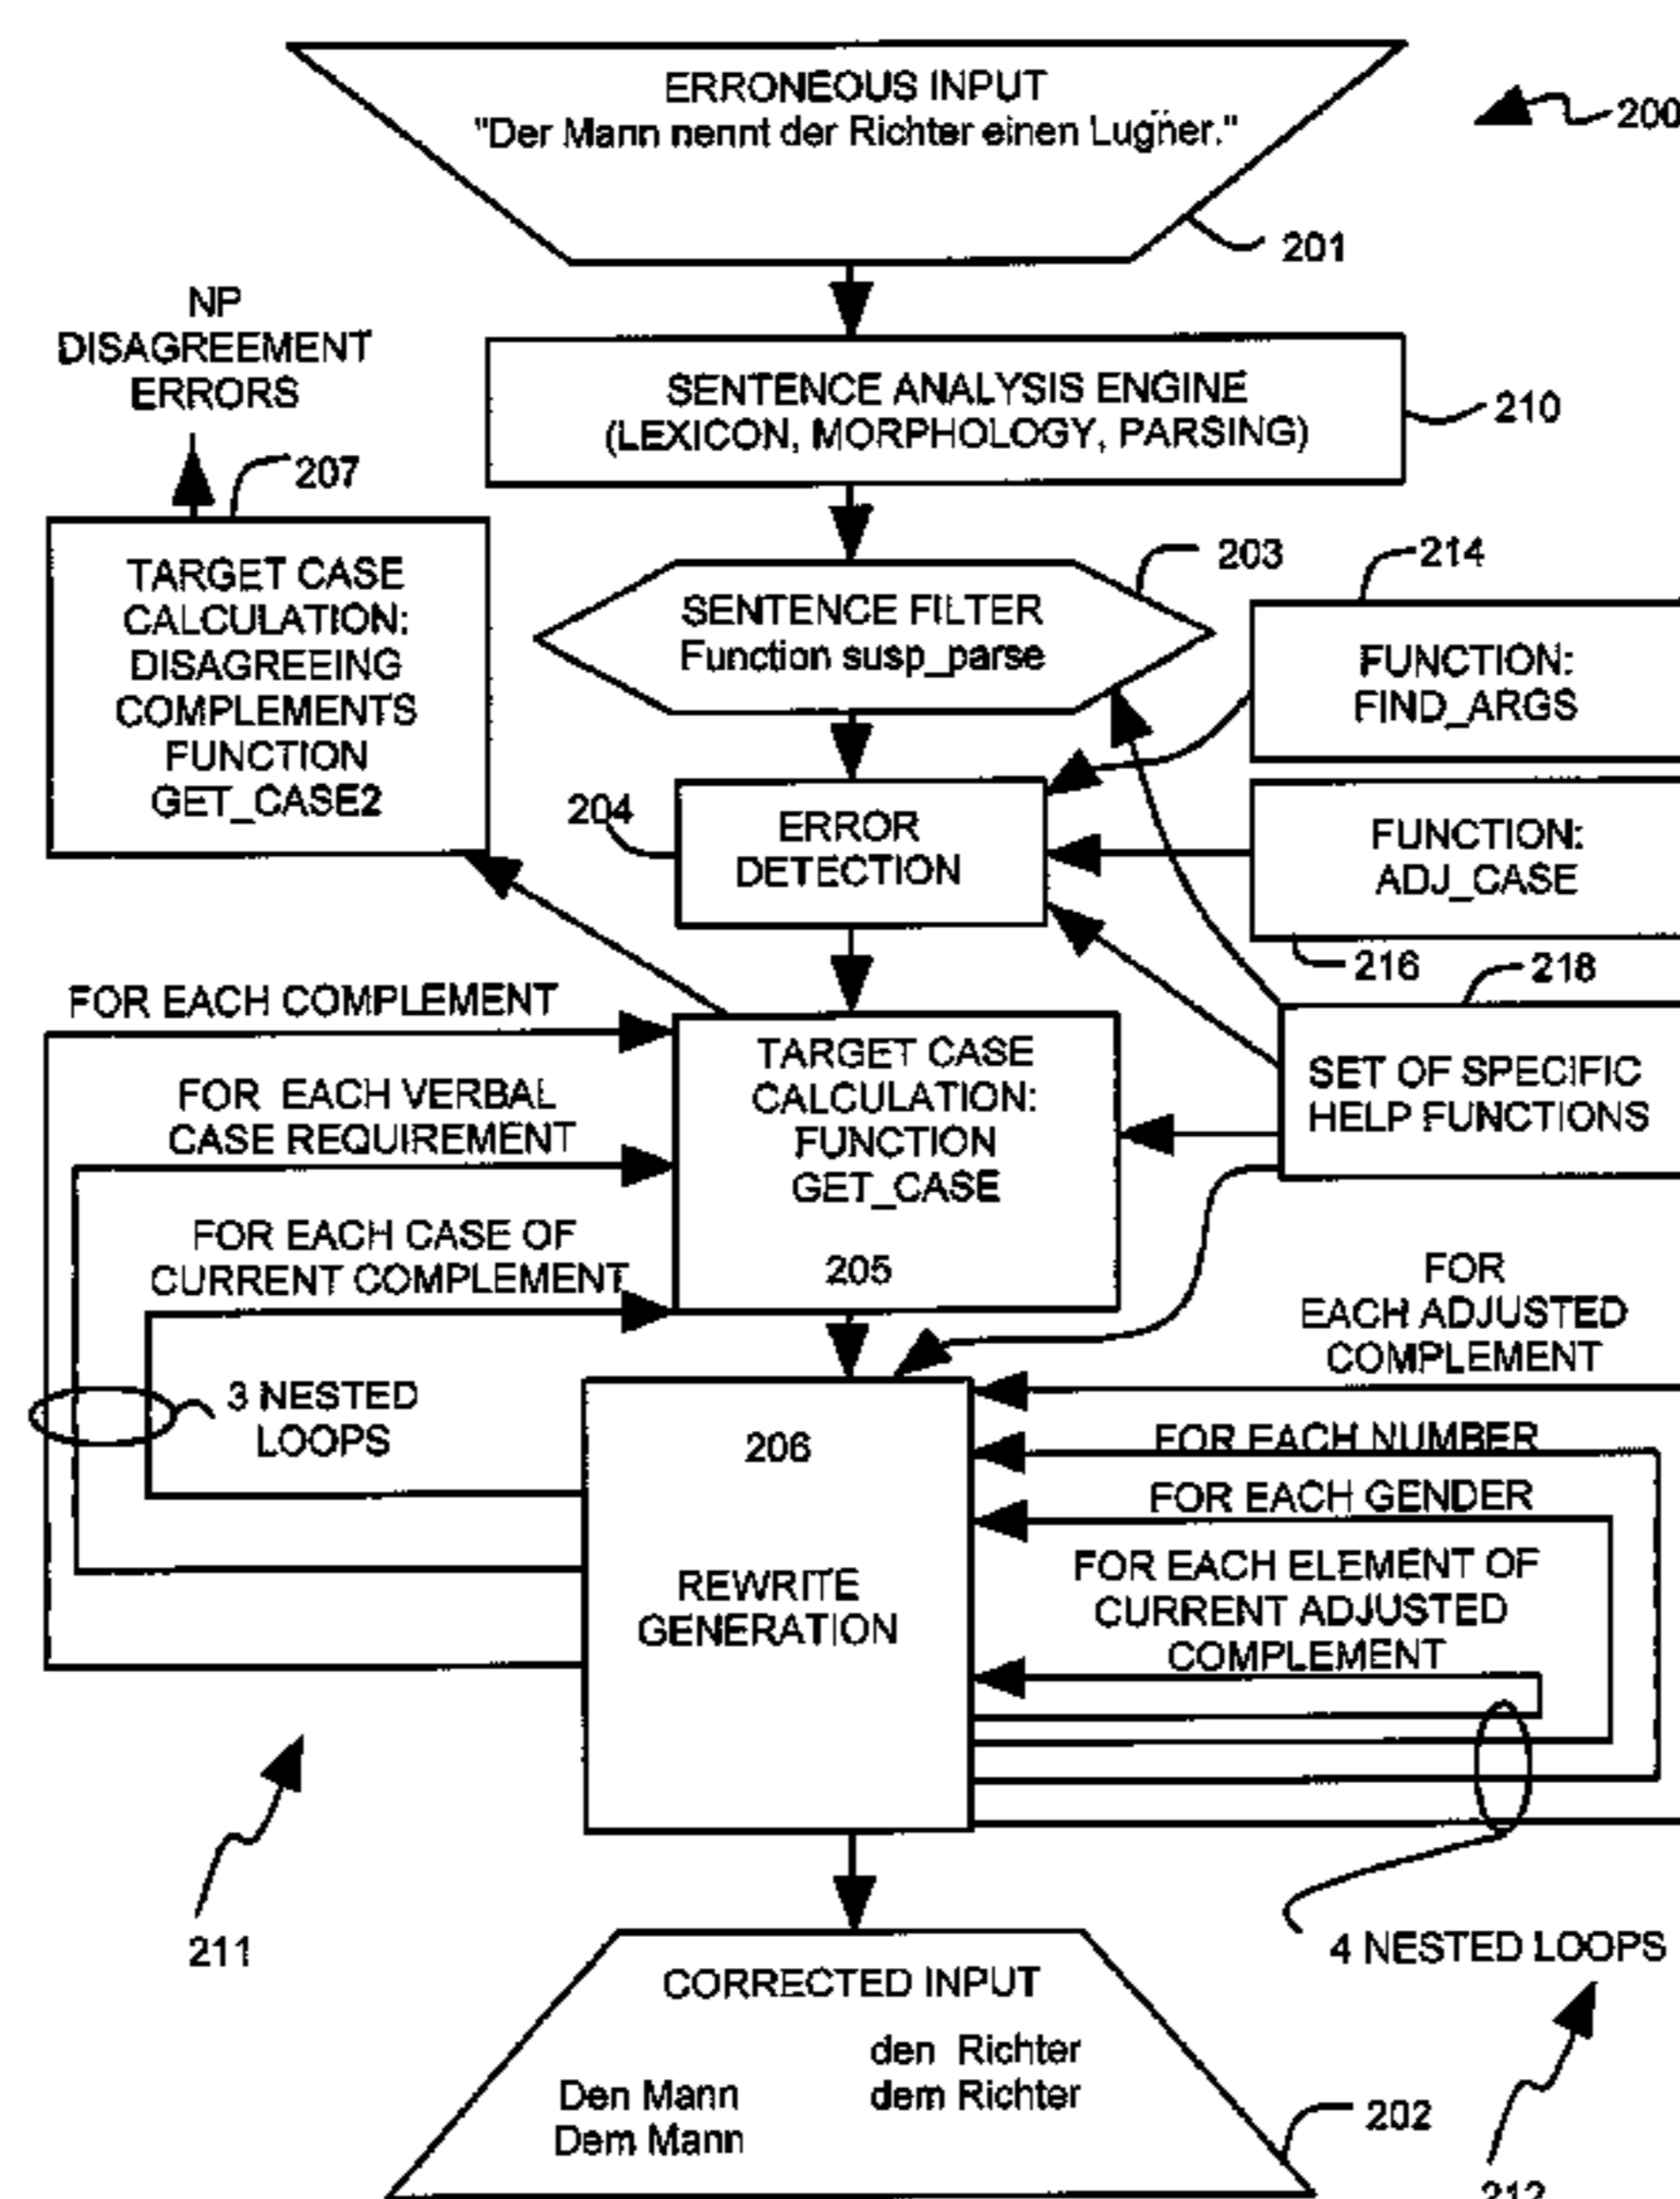 ERRONEOUS INPUT
"Der Mann nennt der Richter einen Lug̈ner."
200
201
NP
DISAGREEMENT
ERRORS
SENTENCE ANALYSIS ENGINE
(LEXICON, MORPHOLOGY, PARSING)
210
207
TARGET CASE
CALCULATION:
DISAGREEING
COMPLEMENTS
FUNCTION
GET_CASE2
SENTENCE FILTER
Function susp_parse
203
214
FUNCTION:
FIND_ARGS
204
ERROR
DETECTION
FUNCTION:
ADJ_CASE
216
218
FOR EACH COMPLEMENT
FOR EACH VERBAL
CASE REQUIREMENT
FOR EACH CASE OF
CURRENT COMPLEMENT
TARGET CASE
CALCULATION:
FUNCTION
GET_CASE
205
SET OF SPECIFIC
HELP FUNCTIONS
FOR
EACH ADJUSTED
COMPLEMENT
3 NESTED
LOOPS
206
REWRITE
GENERATION
FOR EACH NUMBER
FOR EACH GENDER
FOR EACH ELEMENT OF
CURRENT ADJUSTED
COMPLEMENT
211
4 NESTED LOOPS
CORRECTED INPUT
den Richter
Den Mann dem Richter
Dem Mann
202
212